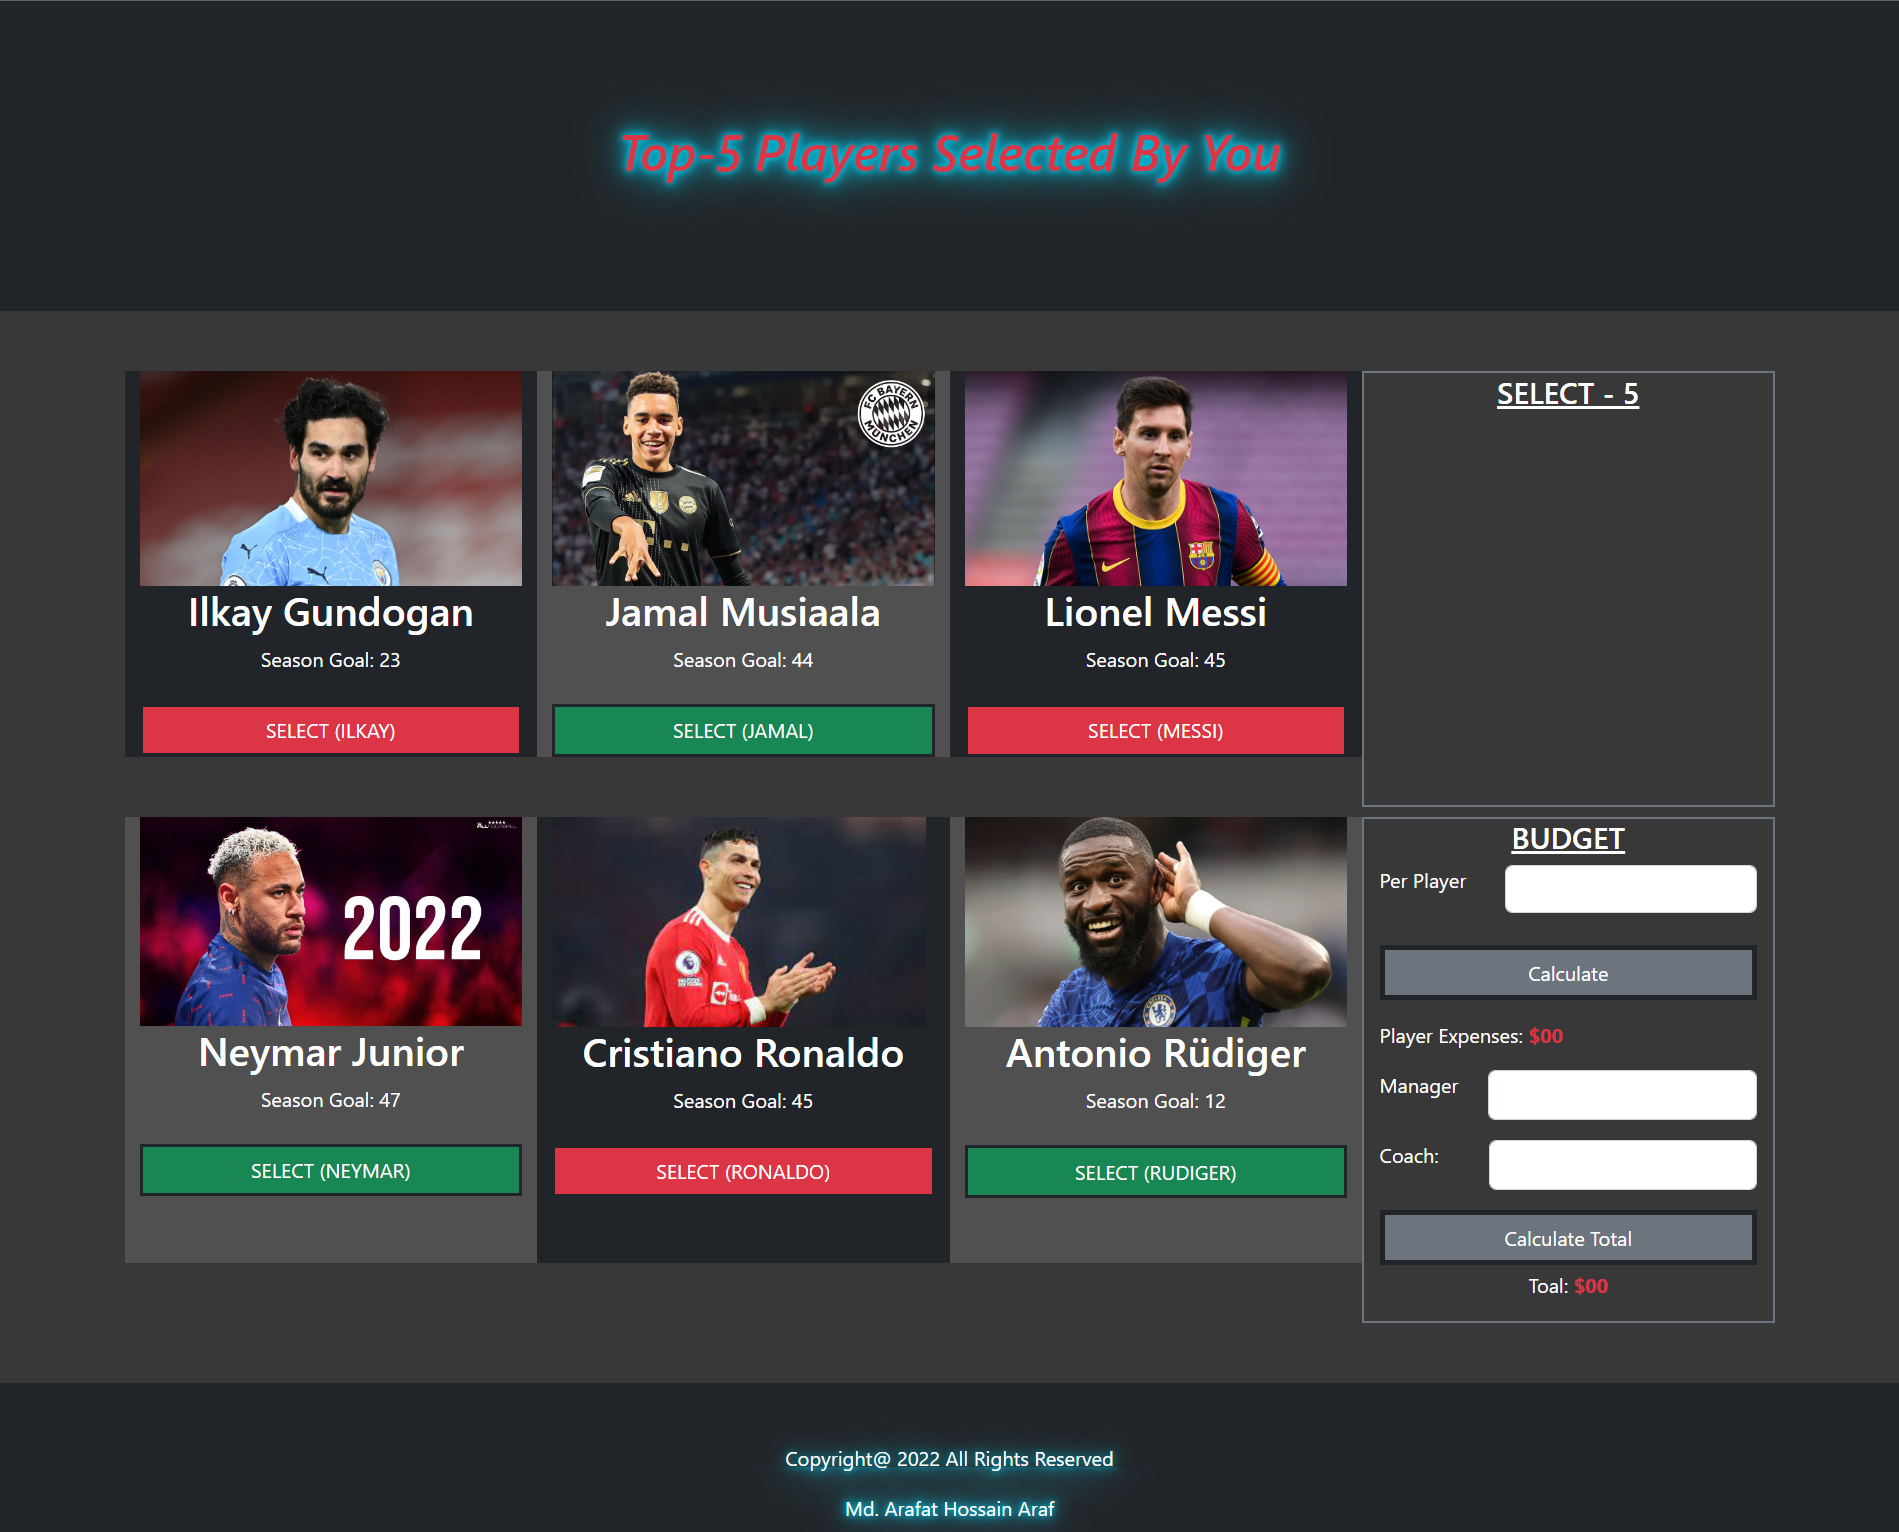 Top-5 Players Selected By You
FC BAYERN
MÜNCHEN
Ilkay Gundogan
Season Goal: 23
SELECT (ILKAY)
Jamal Musiaala
Season Goal: 44
SELECT (JAMAL)
Lionel Messi
Season Goal: 45
SELECT (MESSI)
SELECT - 5
2022
Neymar Junior
Season Goal: 47
SELECT (NEYMAR)
Cristiano Ronaldo
Season Goal: 45
SELECT (RONALDO)
Antonio Rüdiger
Season Goal: 12
SELECT (RUDIGER)
BUDGET
Per Player
Calculate
Player Expenses: $00
Manager
Coach:
Calculate Total
Toal: $00
Copyright@ 2022 All Rights Reserved
Md. Arafat Hossain Araf